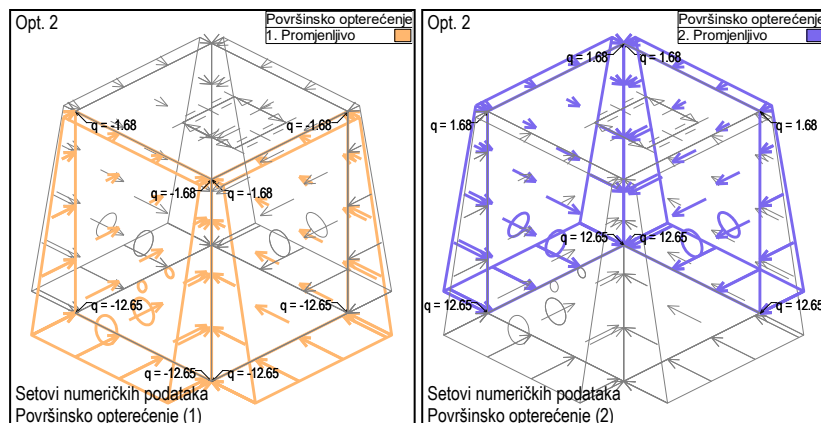 Opt. 2
Površinsko opterećenje
1. Promjenljivo
q = -1.68
q = -1.68
q = -1.68
q = -1.68
q = -12.65
q = -12.65
q = -12.65
q = -12.65
Setovi numeričkih podataka
Površinsko opterećenje (1)
Opt. 2
Površinsko opterećenje
2. Promjenljivo
q = 1.68
q = 1.68
q = 1.68
q = 1.68
q = 12.65
q = 12.65
q = 12.65
q = 12.65
Setovi numeričkih podataka
Površinsko opterećenje (2)